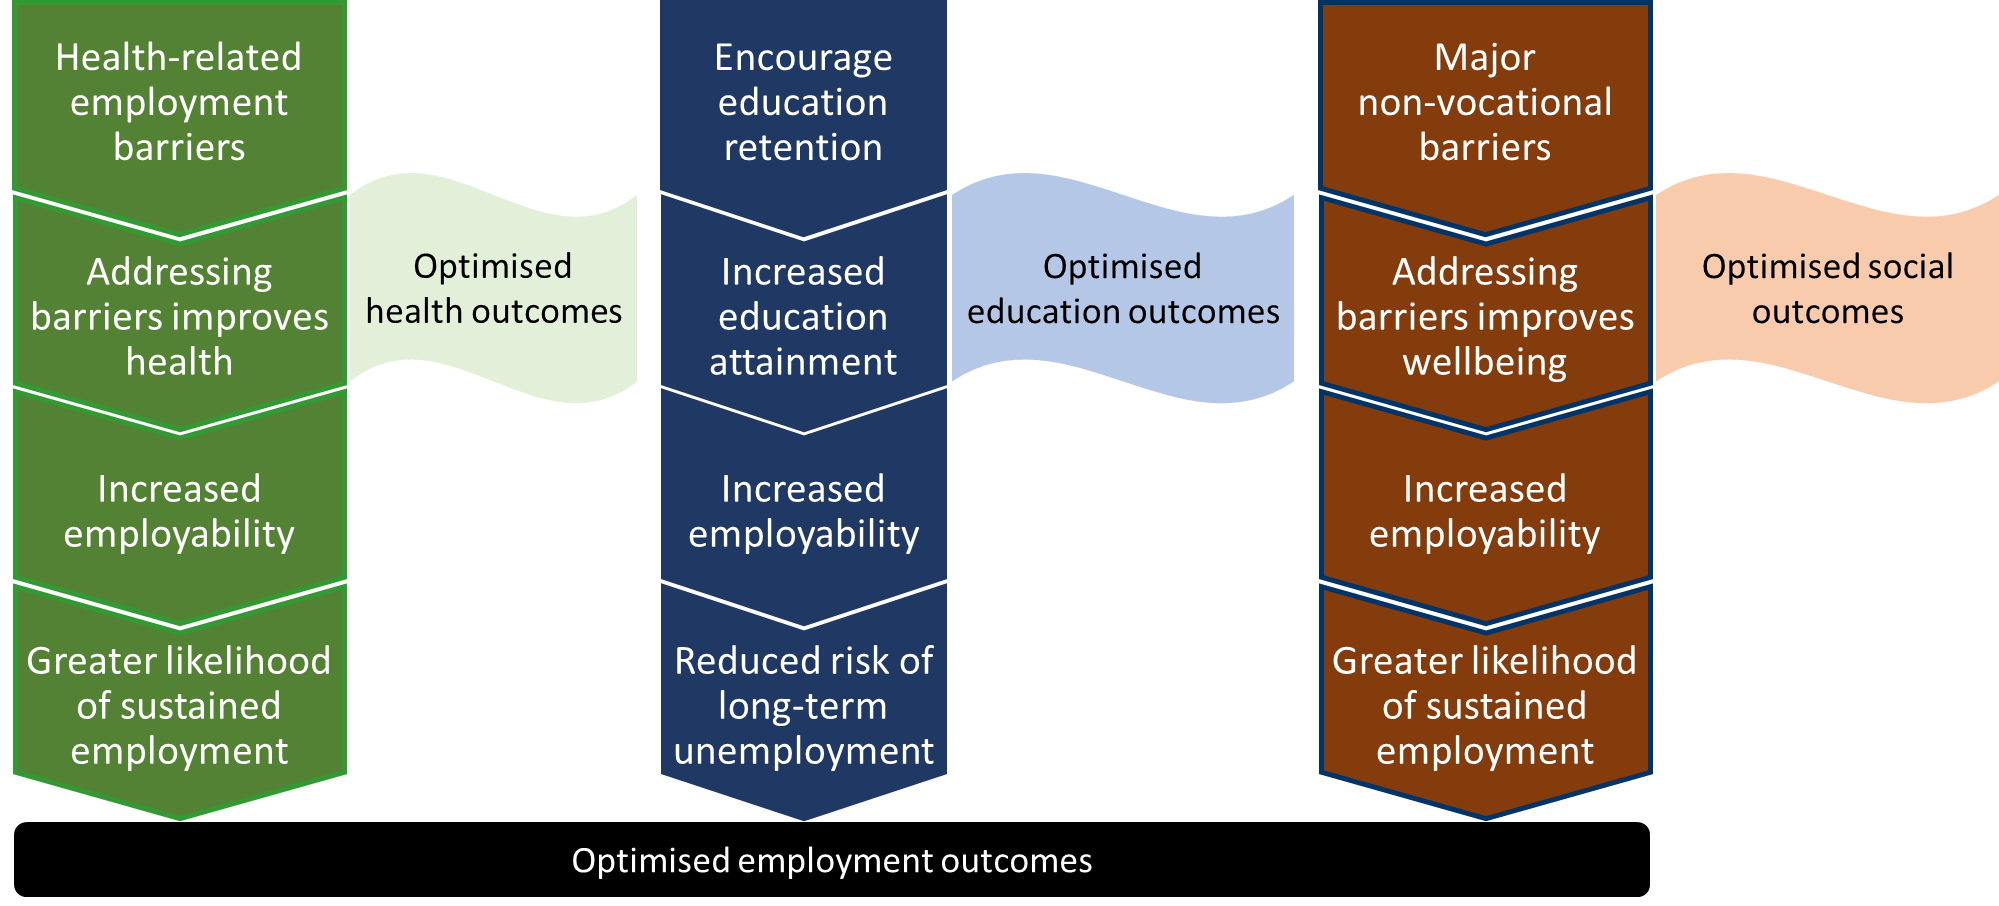 Health-related
employment
barriers
Addressing
barriers improves
health
Increased
employability
Greater likelihood
of sustained
employment
Optimised
health outcomes
Encourage
education
retention
Increased
education
attainment
Increased
employability
Reduced risk of
long-term
unemployment
Optimised
education outcomes
Major
non-vocational
barriers
Addressing
barriers improves
wellbeing
Increased
employability
Greater likelihood
of sustained
employment
Optimised social
outcomes
Optimised employment outcomes